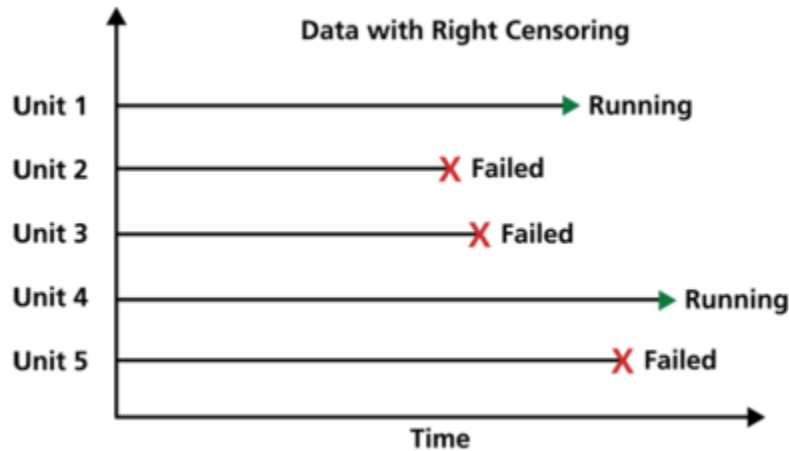 Data with Right Censoring
Unit 1 Running
Unit 2 X Failed
Unit 3 X Failed
Unit 4 Running
Unit 5 X Failed
Time